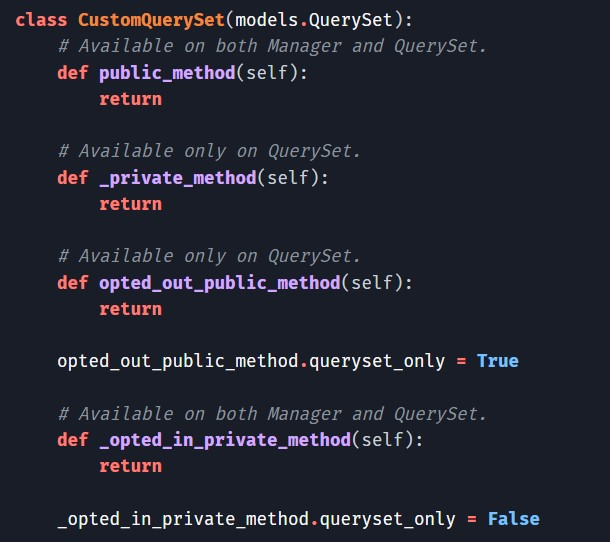 class CustomQuerySet(models.QuerySet):
    # Available on both Manager and QuerySet.
    def public_method(self):
        return

    # Available only on QuerySet.
    def _private_method(self):
        return

    # Available only on QuerySet.
    def opted_out_public_method(self):
        return

    opted_out_public_method.queryset_only = True

    # Available on both Manager and QuerySet.
    def _opted_in_private_method(self):
        return

    _opted_in_private_method.queryset_only = False